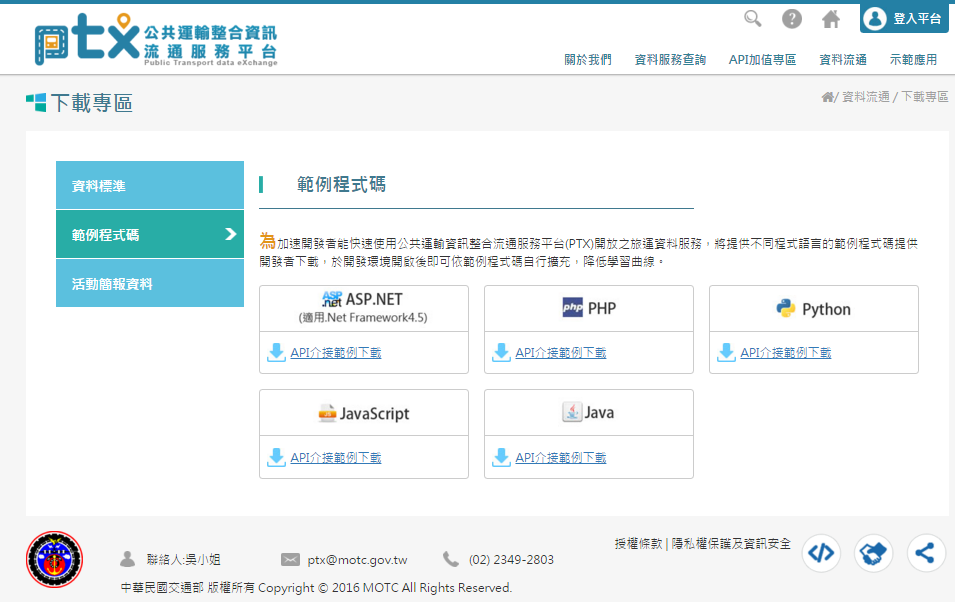 ptx 公共運輸整合資訊
流通服務平台
Public Transport data eXchange
登入平台
關於我們 資料服務查詢 API加值專區 資料流通 示範應用
下載專區
/ 資料流通 / 下載專區
資料標準
範例程式碼
活動簡報資料
範例程式碼
為加速開發者能快速使用公共運輸資訊整合流通服務平台(PTX)開放之旅運資料服務，將提供不同程式語言的範例程式碼提供
開發者下載，於開發環境開啟後即可依範例程式碼自行擴充，降低學習曲線。
ASP.NET
(適用.Net Framework4.5)
API介接範例下載
php PHP
API介接範例下載
Python
API介接範例下載
JavaScript
API介接範例下載
Java
API介接範例下載
聯絡人:吳小姐 ptx@motc.gov.tw (02) 2349-2803
授權條款 | 隱私權保護及資訊安全
中華民國交通部 版權所有 Copyright © 2016 MOTC All Rights Reserved.